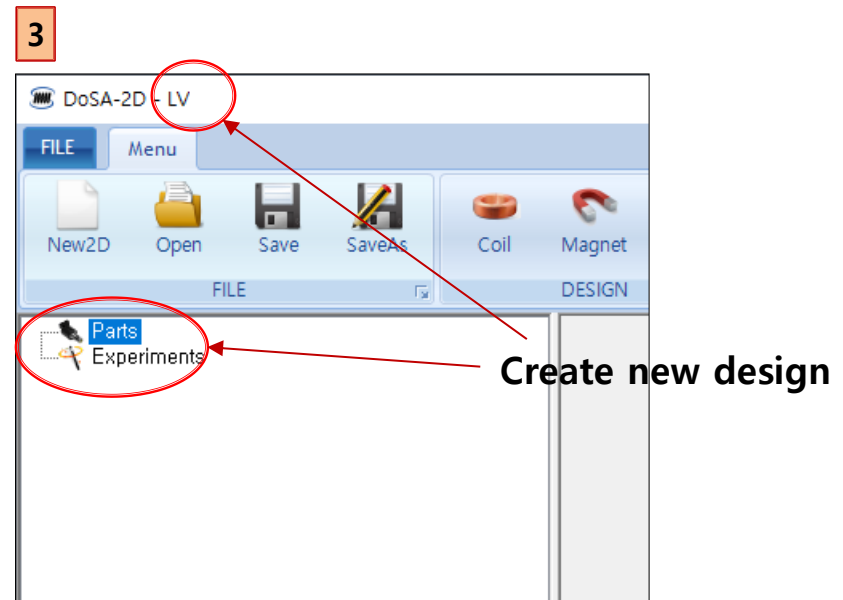 3
DoSA-2D - LV
FILE Menu
New2D Open Save SaveAs Coil Magnet
FILE DESIGN
Parts
Experiments
Create new design